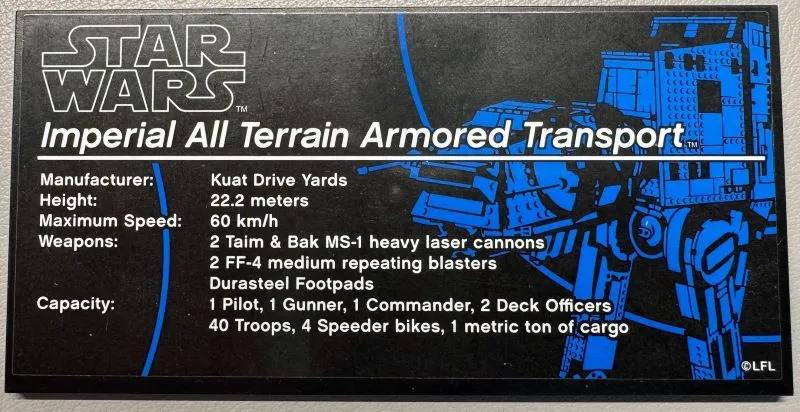 STAR
WARS™
Imperial All Terrain Armored Transport™
Manufacturer: Kuat Drive Yards
Height: 22.2 meters
Maximum Speed: 60 km/h
Weapons: 2 Taim & Bak MS-1 heavy laser cannons
2 FF-4 medium repeating blasters
Durasteel Footpads
Capacity: 1 Pilot, 1 Gunner, 1 Commander, 2 Deck Officers
40 Troops, 4 Speeder bikes, 1 metric ton of cargo
©LFL